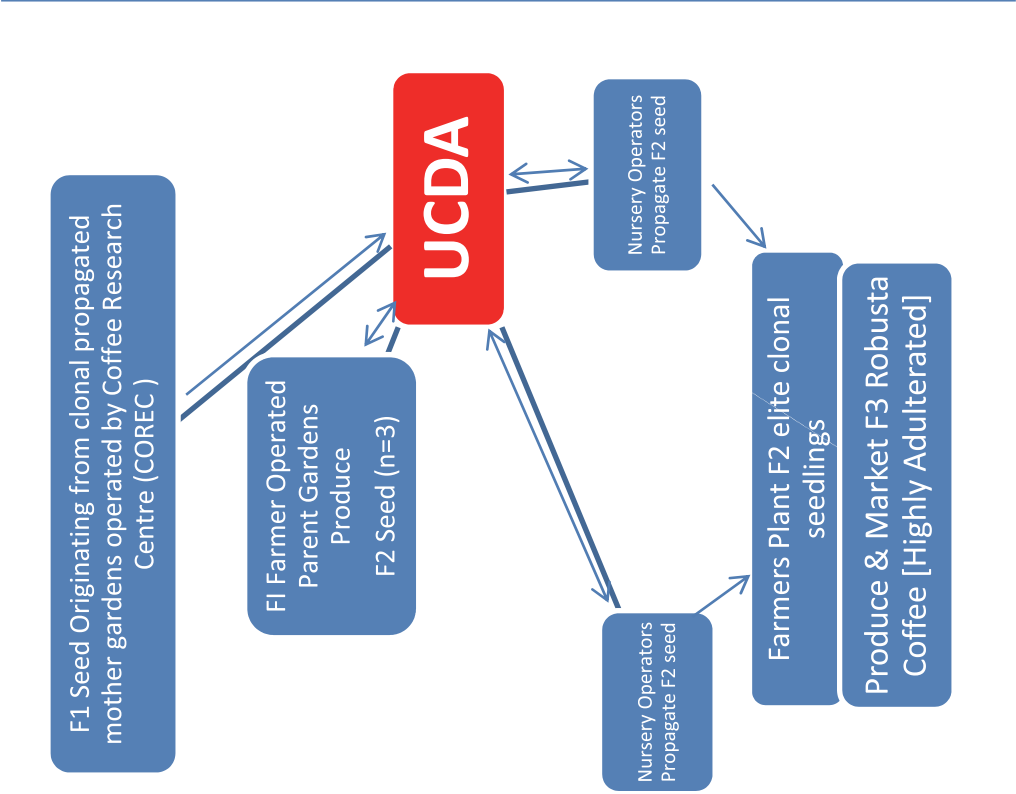 F1 Seed Originating from clonal propagated
mother gardens operated by Coffee Research
Centre (COREC )
FI Farmer Operated
Parent Gardens
Produce
F2 Seed (n=3)
UCDA
Nursery Operators
Propagate F2 seed
Nursery Operators
Propagate F2 seed
Farmers Plant F2 elite clonal
seedlings
Produce & Market F3 Robusta
Coffee [Highly Adulterated]